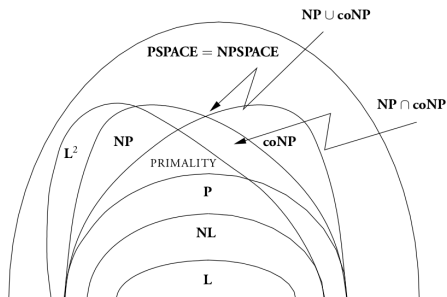 NP ∪ coNP
PSPACE = NPSPACE
NP ∩ coNP
NP
coNP
L²
PRIMALITY
P
NL
L